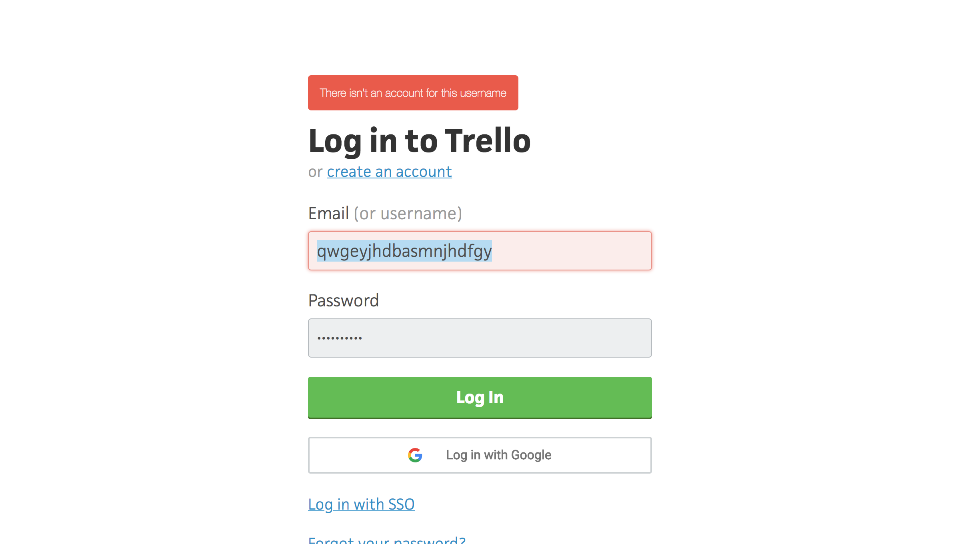 There isn't an account for this username
Log in to Trello
or create an account
Email (or username)
qwgeyjhdbasmnjhdfgy
Password
••••••••••
Log In
Log in with Google
Log in with SSO
Forgot your password?